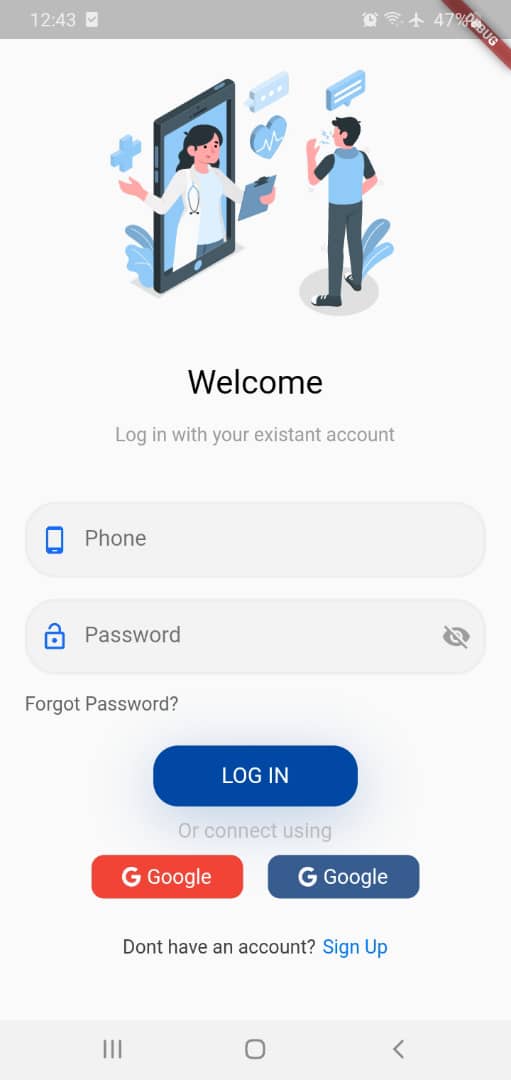 12:43 47% DEBUG
Welcome
Log in with your existant account
Phone
Password
Forgot Password?
LOG IN
Or connect using
G Google G Google
Dont have an account? Sign Up